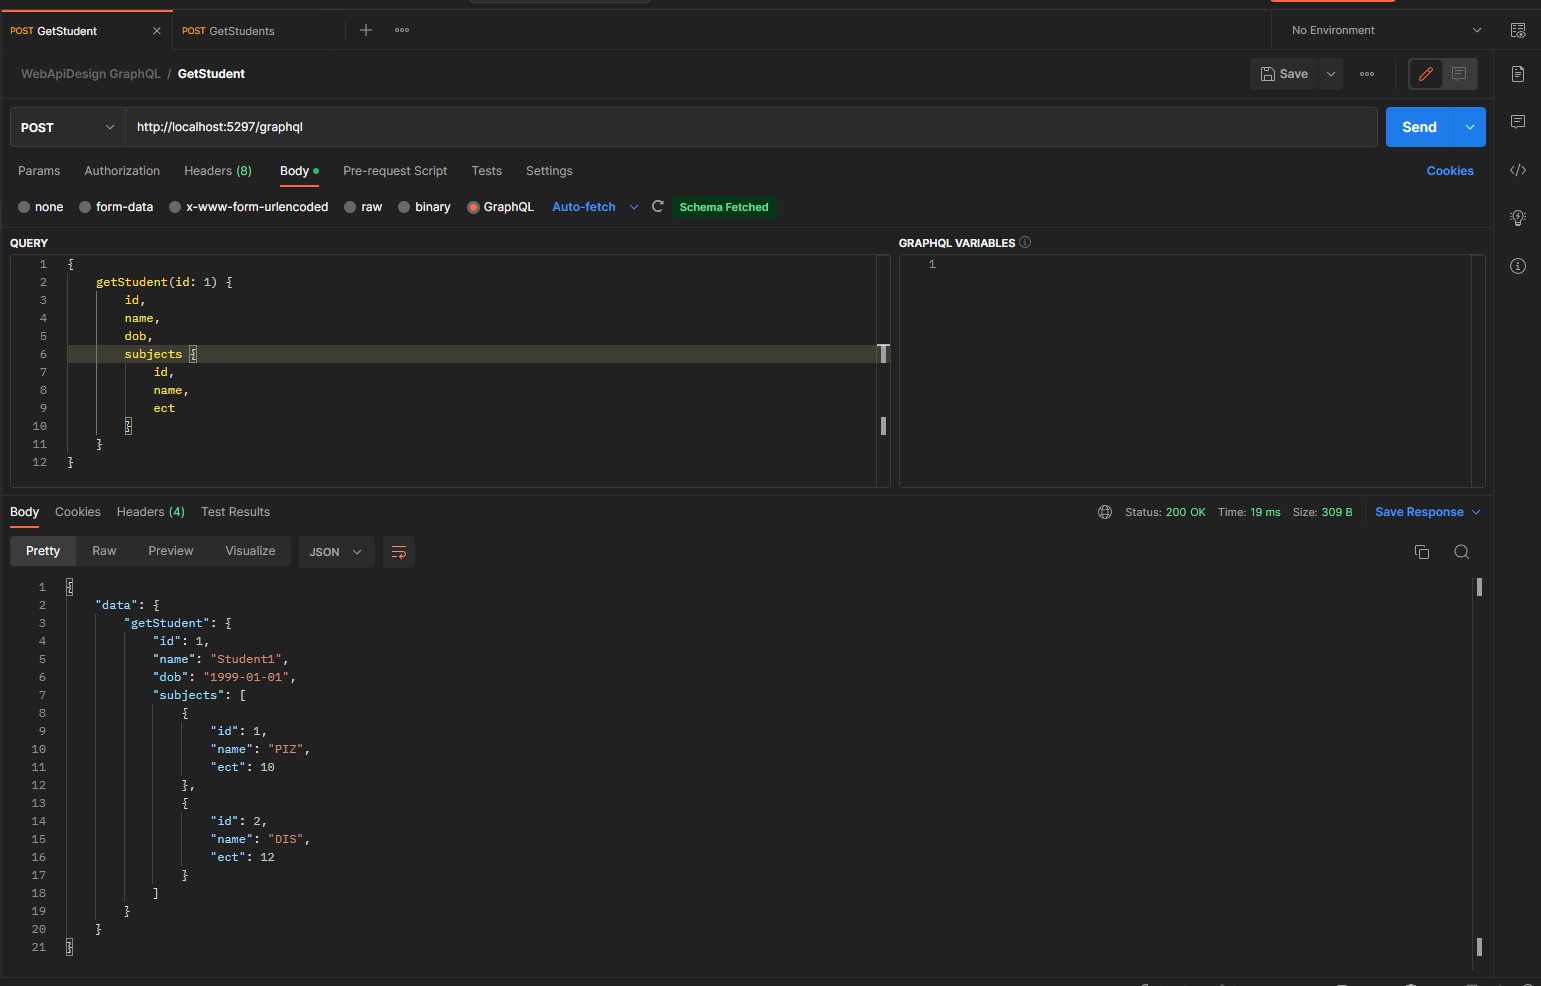 POST GetStudent
POST GetStudents
No Environment
WebApiDesign GraphQL / GetStudent
Save
POST
http://localhost:5297/graphql
Send
Params Authorization Headers (8) Body Pre-request Script Tests Settings
Cookies
none form-data x-www-form-urlencoded raw binary GraphQL Auto-fetch Schema Fetched
QUERY
1 {
2 getStudent(id: 1) {
3 id,
4 name,
5 dob,
6 subjects {
7 id,
8 name,
9 ect
10 }
11 }
12 }
GRAPHQL VARIABLES
1
Body Cookies Headers (4) Test Results
Status: 200 OK Time: 19 ms Size: 309 B Save Response
Pretty Raw Preview Visualize JSON
1 {
2 "data": {
3 "getStudent": {
4 "id": 1,
5 "name": "Student1",
6 "dob": "1999-01-01",
7 "subjects": [
8 {
9 "id": 1,
10 "name": "PIZ",
11 "ect": 10
12 },
13 {
14 "id": 2,
15 "name": "DIS",
16 "ect": 12
17 }
18 ]
19 }
20 }
21 }